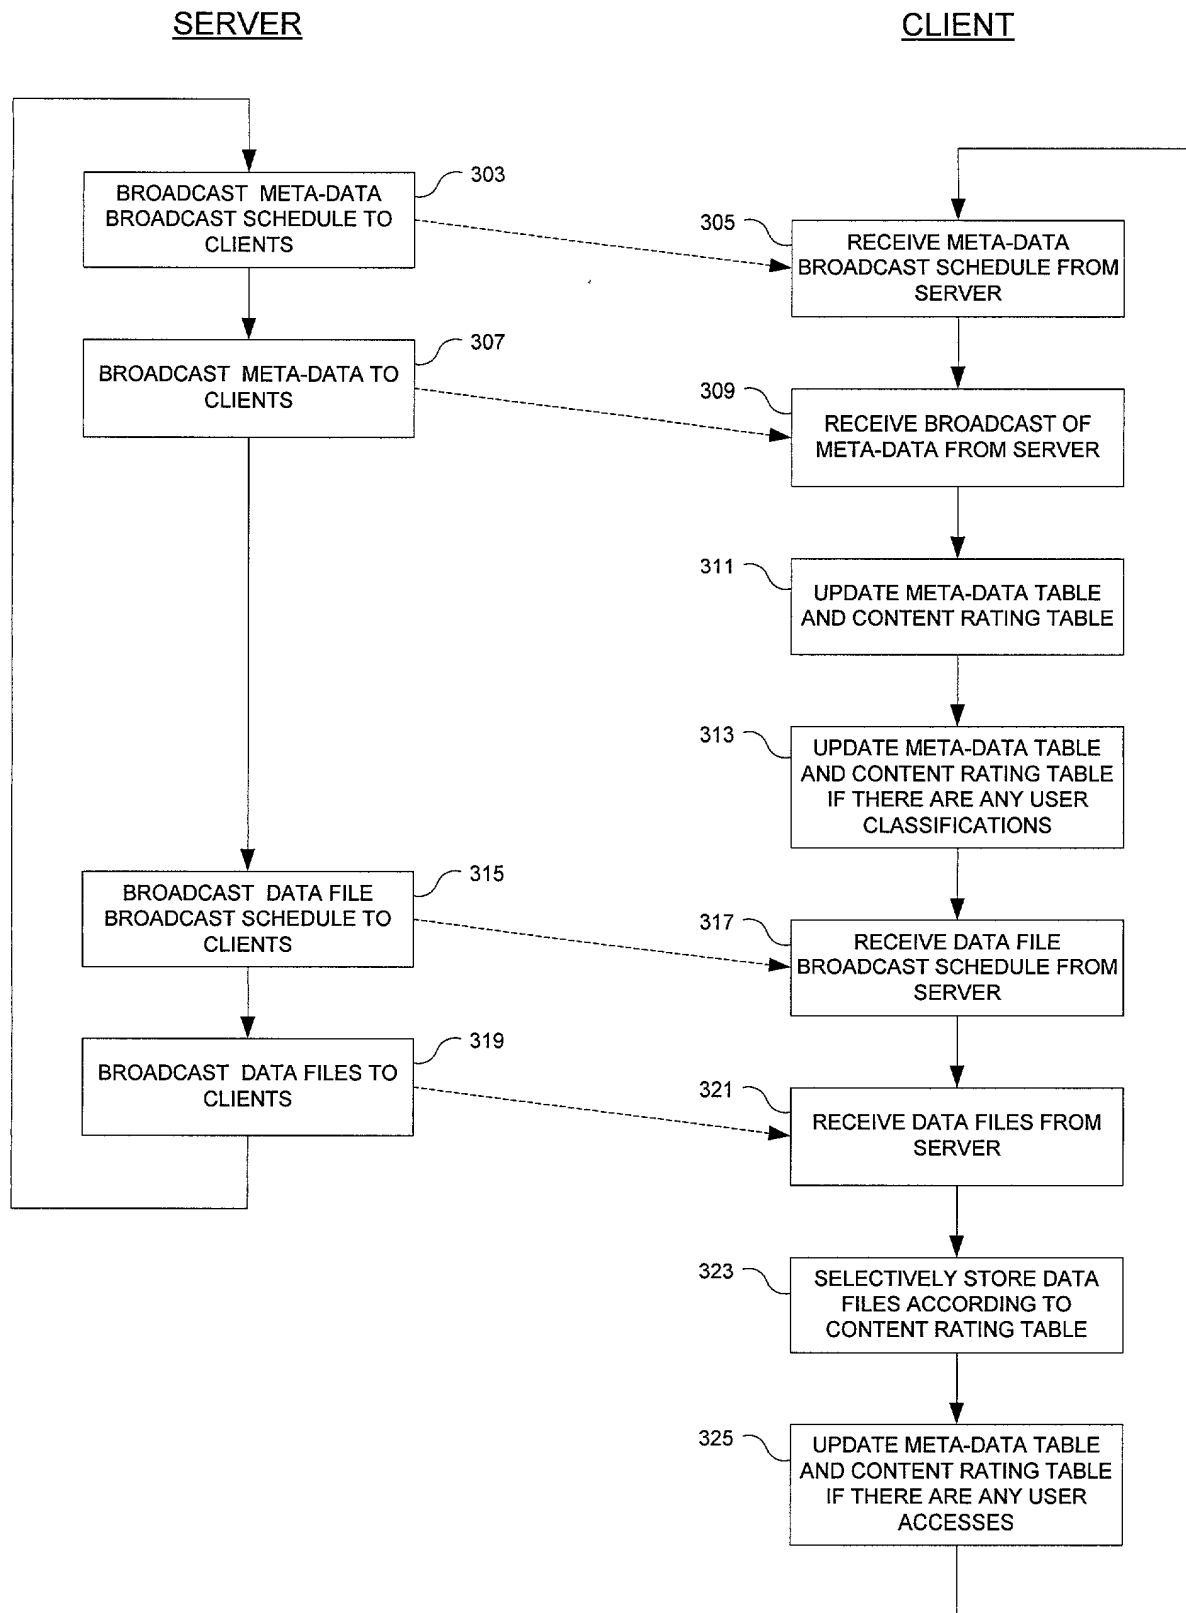 SERVER
CLIENT
303
BROADCAST META-DATA
BROADCAST SCHEDULE TO
CLIENTS
305
RECEIVE META-DATA
BROADCAST SCHEDULE FROM
SERVER
307
BROADCAST META-DATA TO
CLIENTS
309
RECEIVE BROADCAST OF
META-DATA FROM SERVER
311
UPDATE META-DATA TABLE
AND CONTENT RATING TABLE
313
UPDATE META-DATA TABLE
AND CONTENT RATING TABLE
IF THERE ARE ANY USER
CLASSIFICATIONS
315
BROADCAST DATA FILE
BROADCAST SCHEDULE TO
CLIENTS
317
RECEIVE DATA FILE
BROADCAST SCHEDULE FROM
SERVER
319
BROADCAST DATA FILES TO
CLIENTS
321
RECEIVE DATA FILES FROM
SERVER
323
SELECTIVELY STORE DATA
FILES ACCORDING TO
CONTENT RATING TABLE
325
UPDATE META-DATA TABLE
AND CONTENT RATING TABLE
IF THERE ARE ANY USER
ACCESSES